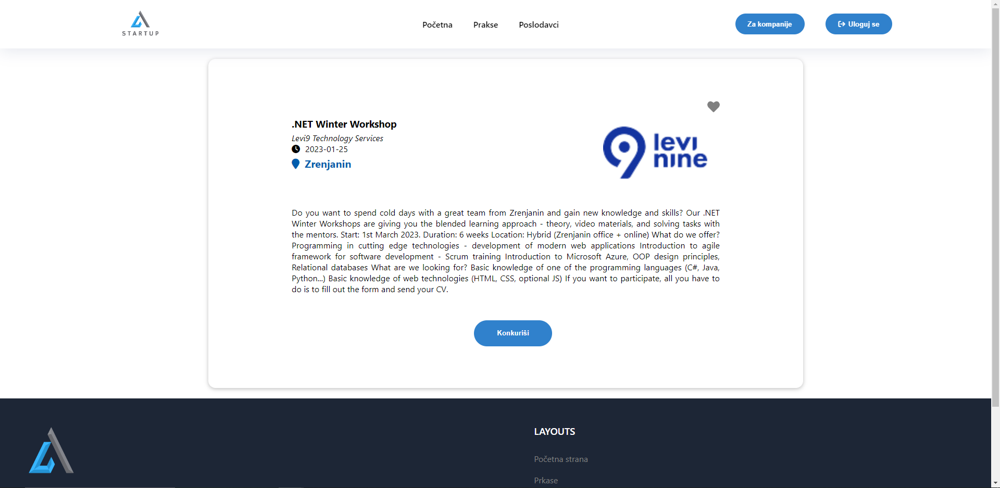 STARTUP
Početna
Prakse
Poslodavci
Za kompanije
Uloguj se
.NET Winter Workshop
Levi9 Technology Services
2023-01-25
Zrenjanin
9 levi
nine
Do you want to spend cold days with a great team from Zrenjanin and gain new knowledge and skills? Our .NET
Winter Workshops are giving you the blended learning approach - theory, video materials, and solving tasks with
the mentors. Start: 1st March 2023. Duration: 6 weeks Location: Hybrid (Zrenjanin office + online) What do we offer?
Programming in cutting edge technologies - development of modern web applications Introduction to agile
framework for software development - Scrum training Introduction to Microsoft Azure, OOP design principles,
Relational databases What are we looking for? Basic knowledge of one of the programming languages (C#, Java,
Python...) Basic knowledge of web technologies (HTML, CSS, optional JS) If you want to participate, all you have to
do is to fill out the form and send your CV.
Konkuriši
LAYOUTS
Početna strana
Prkase